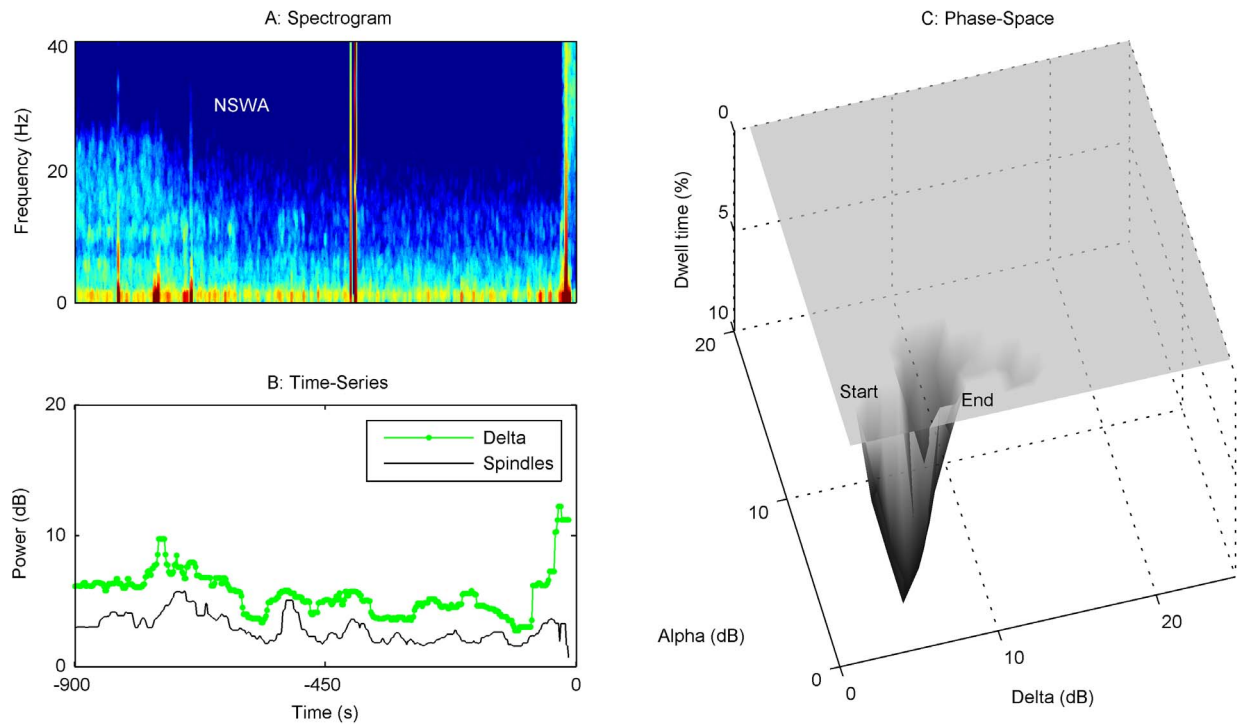 A: Spectrogram
40
20
0
Frequency (Hz)
NSWA
B: Time-Series
20
10
0
Power (dB)
Delta
Spindles
-900
-450
0
Time (s)
C: Phase-Space
0
5
10
Dwell time (%)
20
10
0
Alpha (dB)
Start
End
0
10
20
Delta (dB)